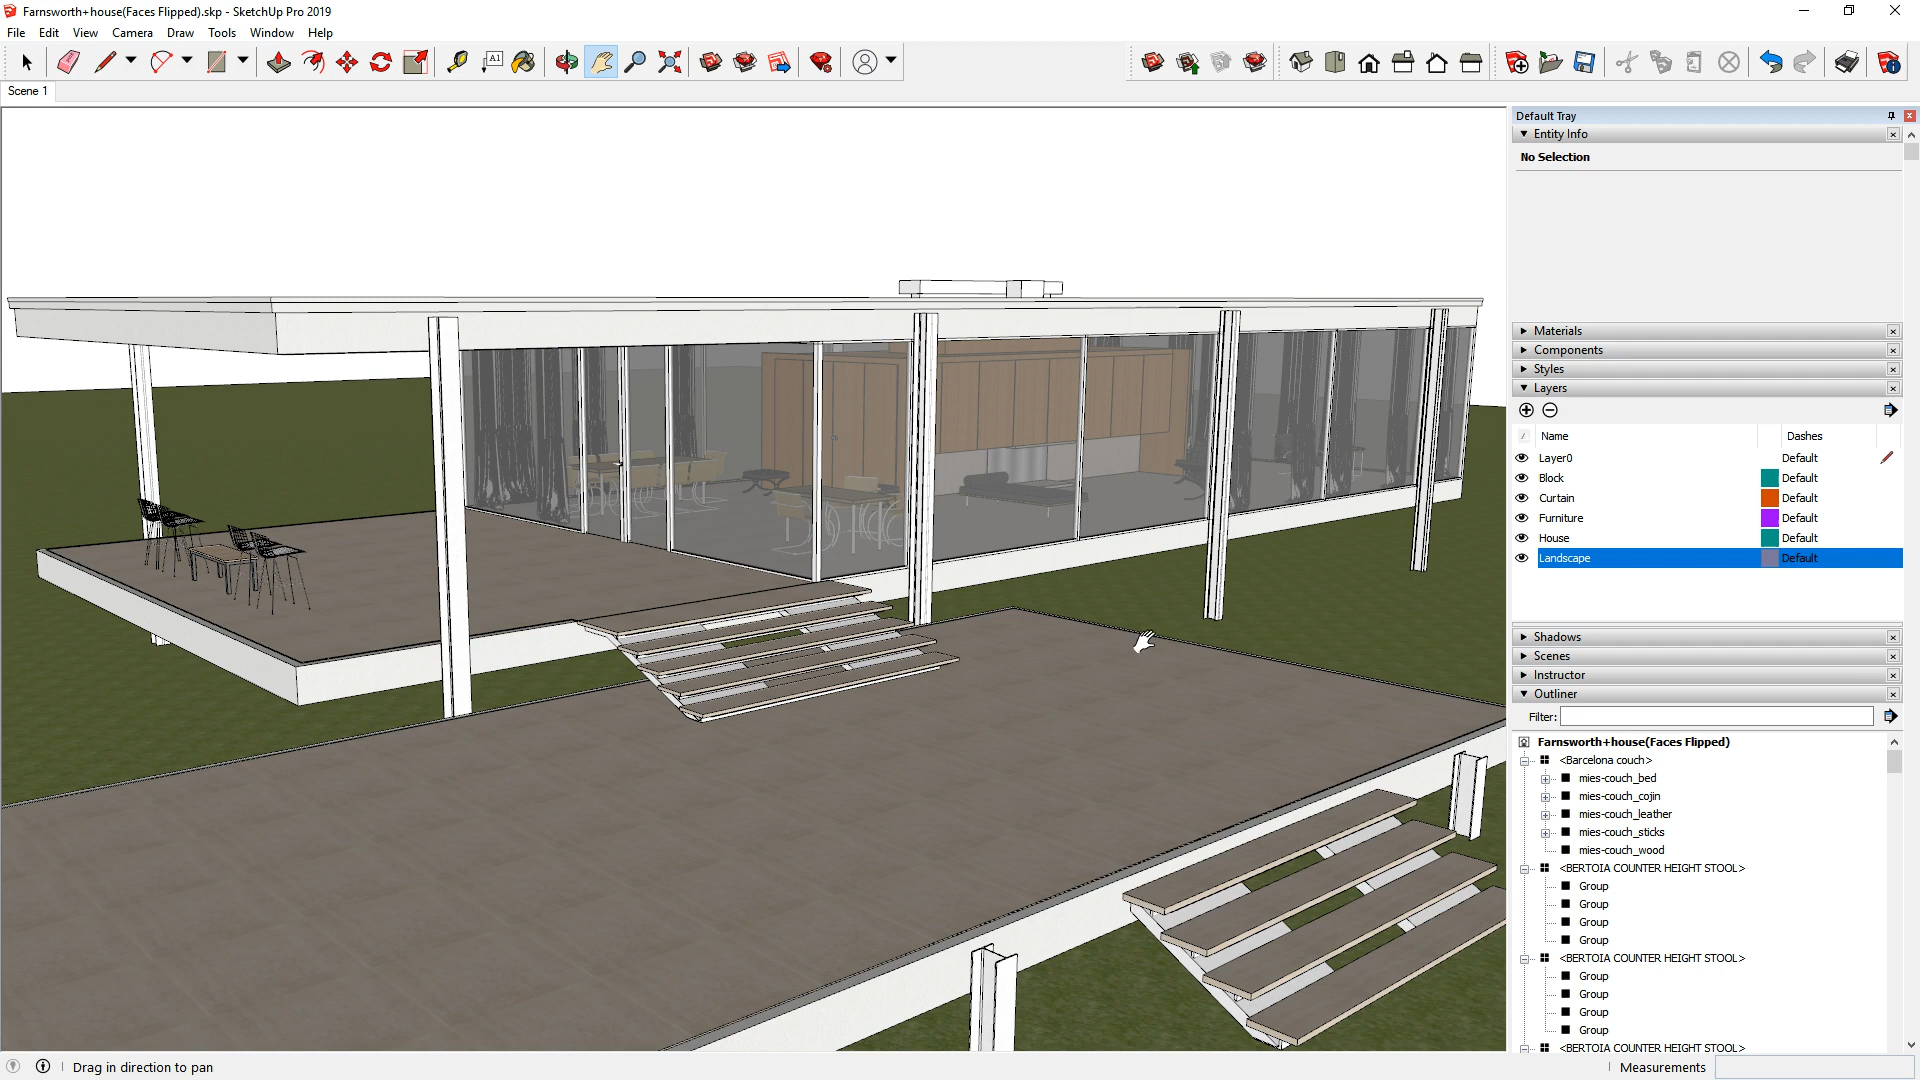 Farnsworth+house(Faces Flipped).skp - SketchUp Pro 2019
File Edit View Camera Draw Tools Window Help
A1
Scene 1
Default Tray
Entity Info
No Selection
Materials
Components
Styles
Layers
Name Dashes
Layer0 Default
Block Default
Curtain Default
Furniture Default
House Default
Landscape Default
Shadows
Scenes
Instructor
Outliner
Filter:
Farnsworth+house(Faces Flipped)
<Barcelona couch>
mies-couch_bed
mies-couch_cojin
mies-couch_leather
mies-couch_sticks
mies-couch_wood
<BERTOIA COUNTER HEIGHT STOOL>
Group
Group
Group
Group
<BERTOIA COUNTER HEIGHT STOOL>
Group
Group
Group
Group
<BERTOIA COUNTER HEIGHT STOOL>
Drag in direction to pan
Measurements